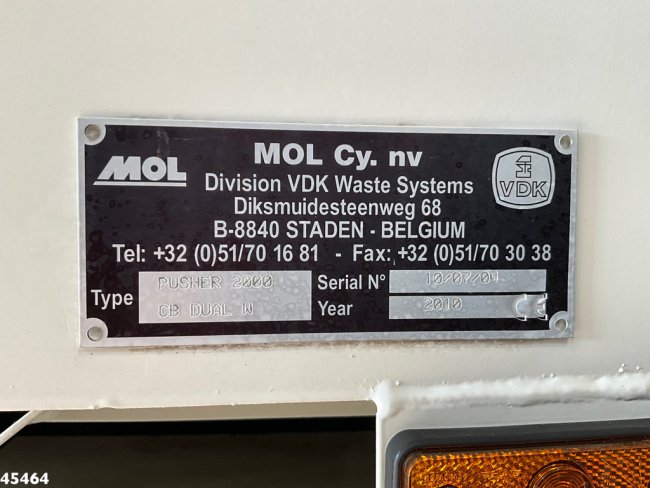 MOL
MOL Cy. nv
Division VDK Waste Systems
Diksmuidesteenweg 68
B-8840 STADEN - BELGIUM
VDK
Tel: +32 (0)51/70 16 81 - Fax: +32 (0)51/70 30 38
Type PUSHER 2000 Serial N° 10/07/04
CB DUAL W Year 2010 CE
45464